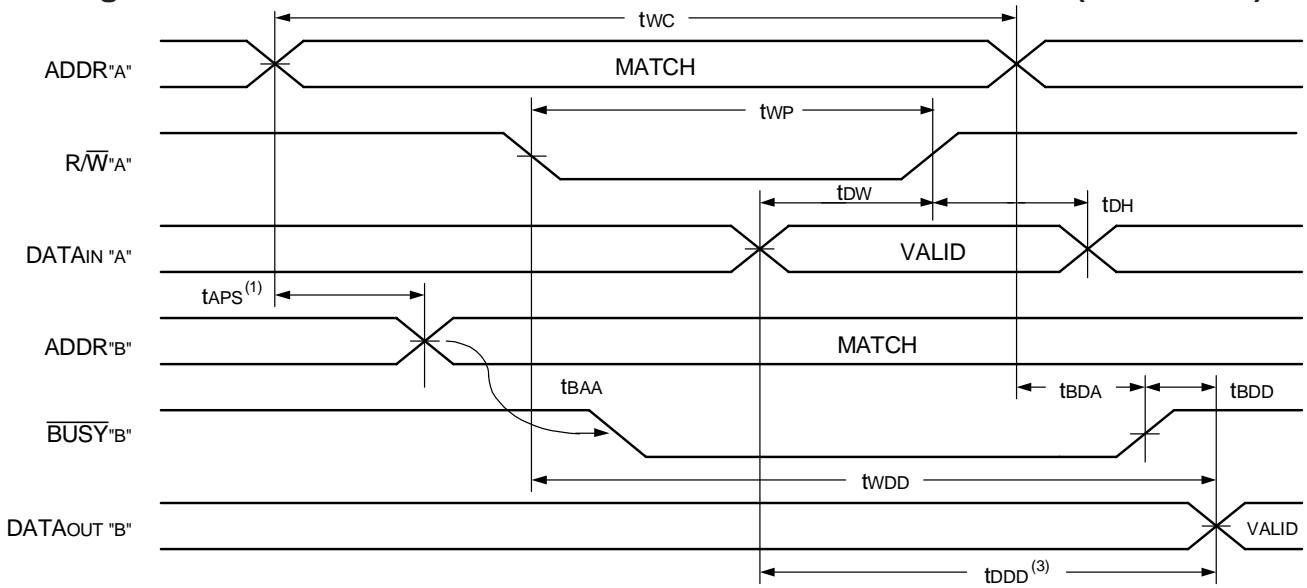 tWC
ADDR"A"
MATCH
tWP
R/W̅"A"
tDW
tDH
DATAIN "A"
VALID
tAPS(1)
ADDR"B"
MATCH
tBAA
tBDA
tBDD
B̅U̅S̅Y̅"B"
tWDD
DATAOUT "B"
VALID
tDDD(3)